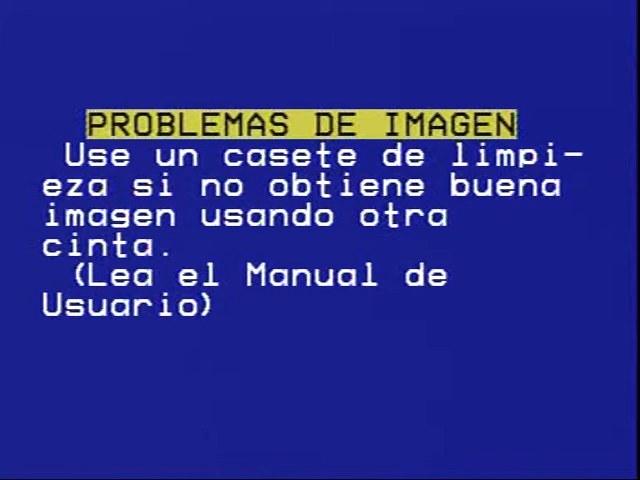 PROBLEMAS DE IMAGEN
Use un casete de limpi-
eza si no obtiene buena
imagen usando otra
cinta.
(Lea el Manual de
Usuario)